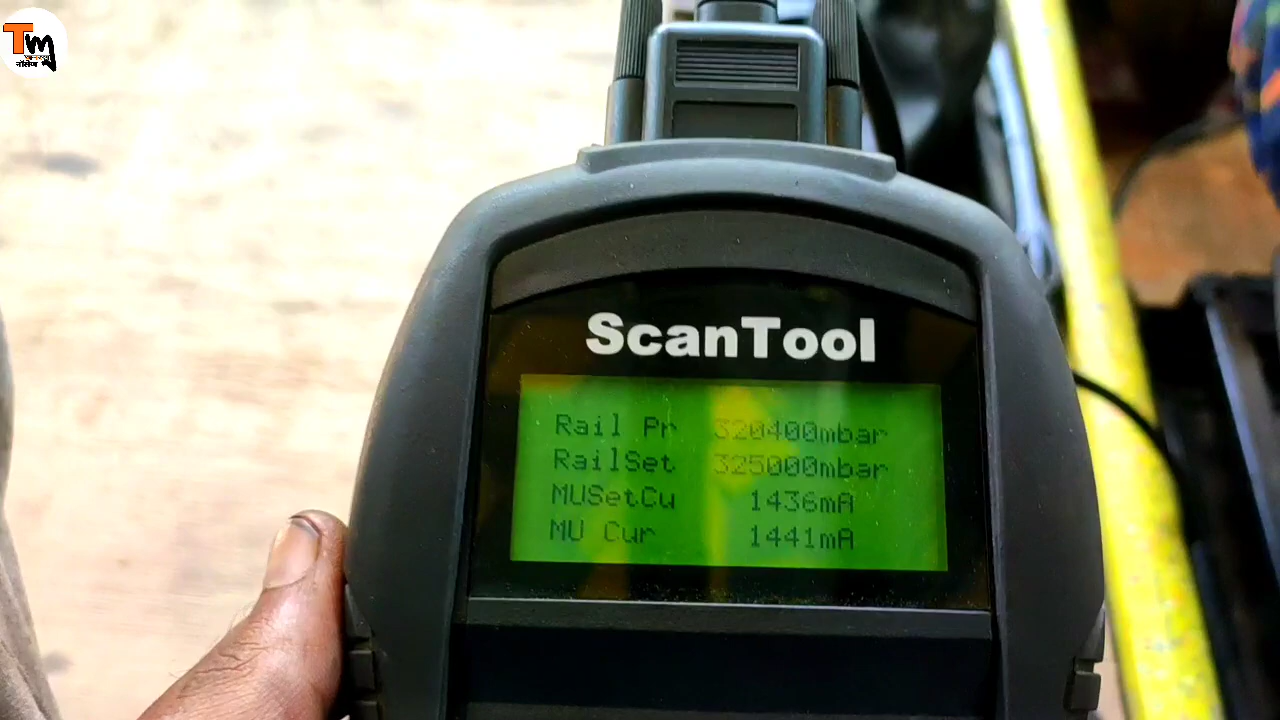 Tm
ScanTool
Rail Pr 320400mbar
RailSet 325000mbar
MUSetCu 1436mA
MU Cur 1441mA